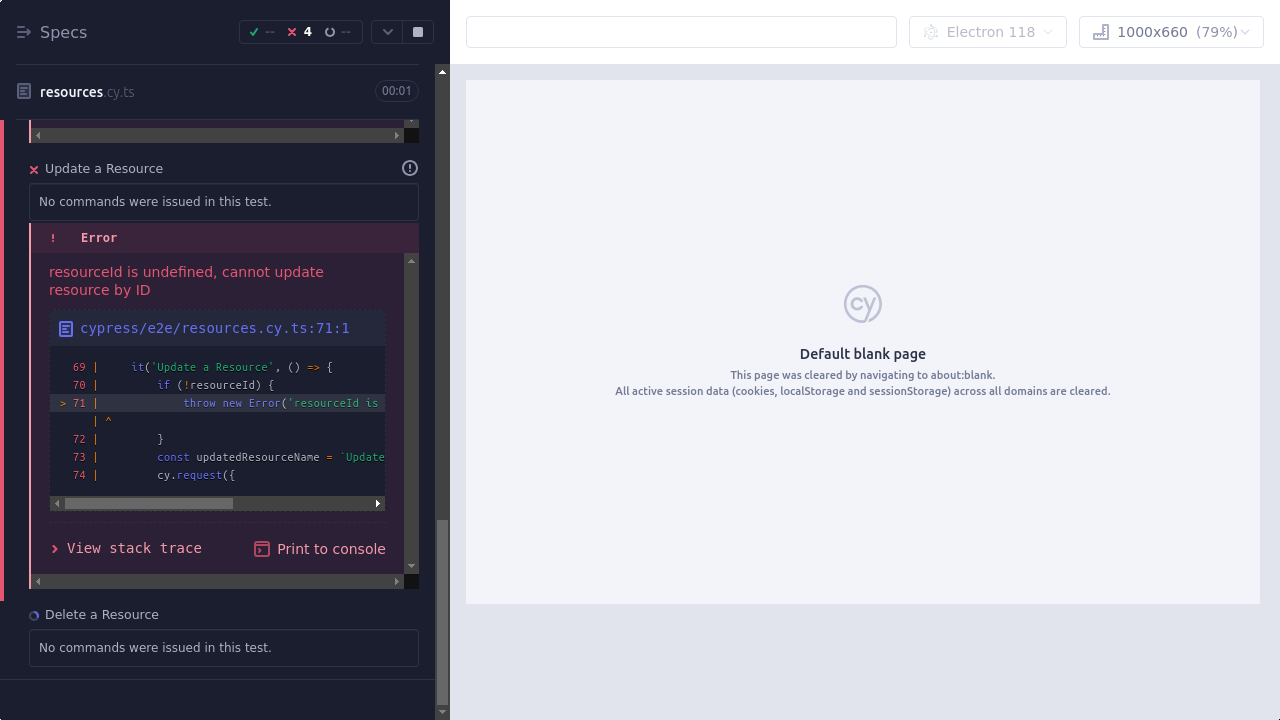 Specs
-- 4 --
Electron 118
1000x660 (79%)
resources.cy.ts
00:01
Update a Resource
No commands were issued in this test.
! Error
resourceId is undefined, cannot update
resource by ID
cypress/e2e/resources.cy.ts:71:1
69 | it('Update a Resource', () => {
70 | if (!resourceId) {
> 71 | throw new Error('resourceId is
| ^
72 | }
73 | const updatedResourceName = `Update
74 | cy.request({
View stack trace
Print to console
Delete a Resource
No commands were issued in this test.
cy
Default blank page
This page was cleared by navigating to about:blank.
All active session data (cookies, localStorage and sessionStorage) across all domains are cleared.